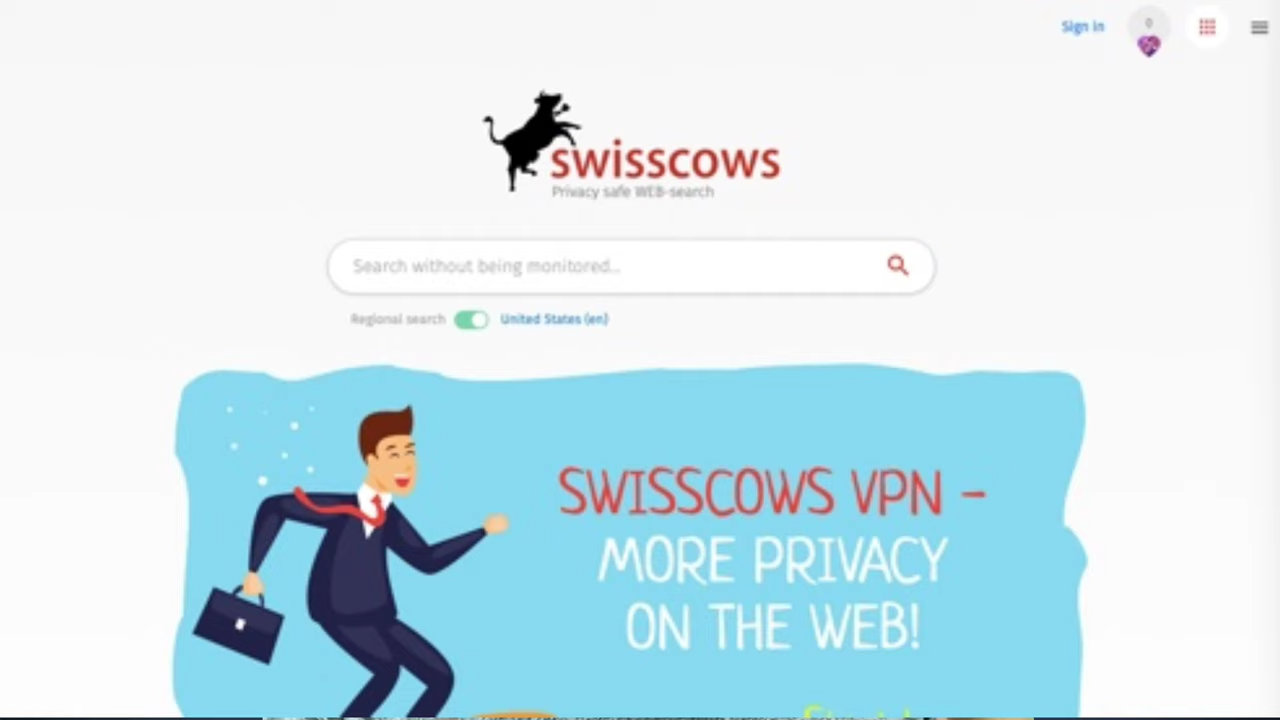 Sign in
0
swisscows
Privacy safe WEB-search
Search without being monitored...
Regional search United States (en)
SWISSCOWS VPN –
MORE PRIVACY
ON THE WEB!